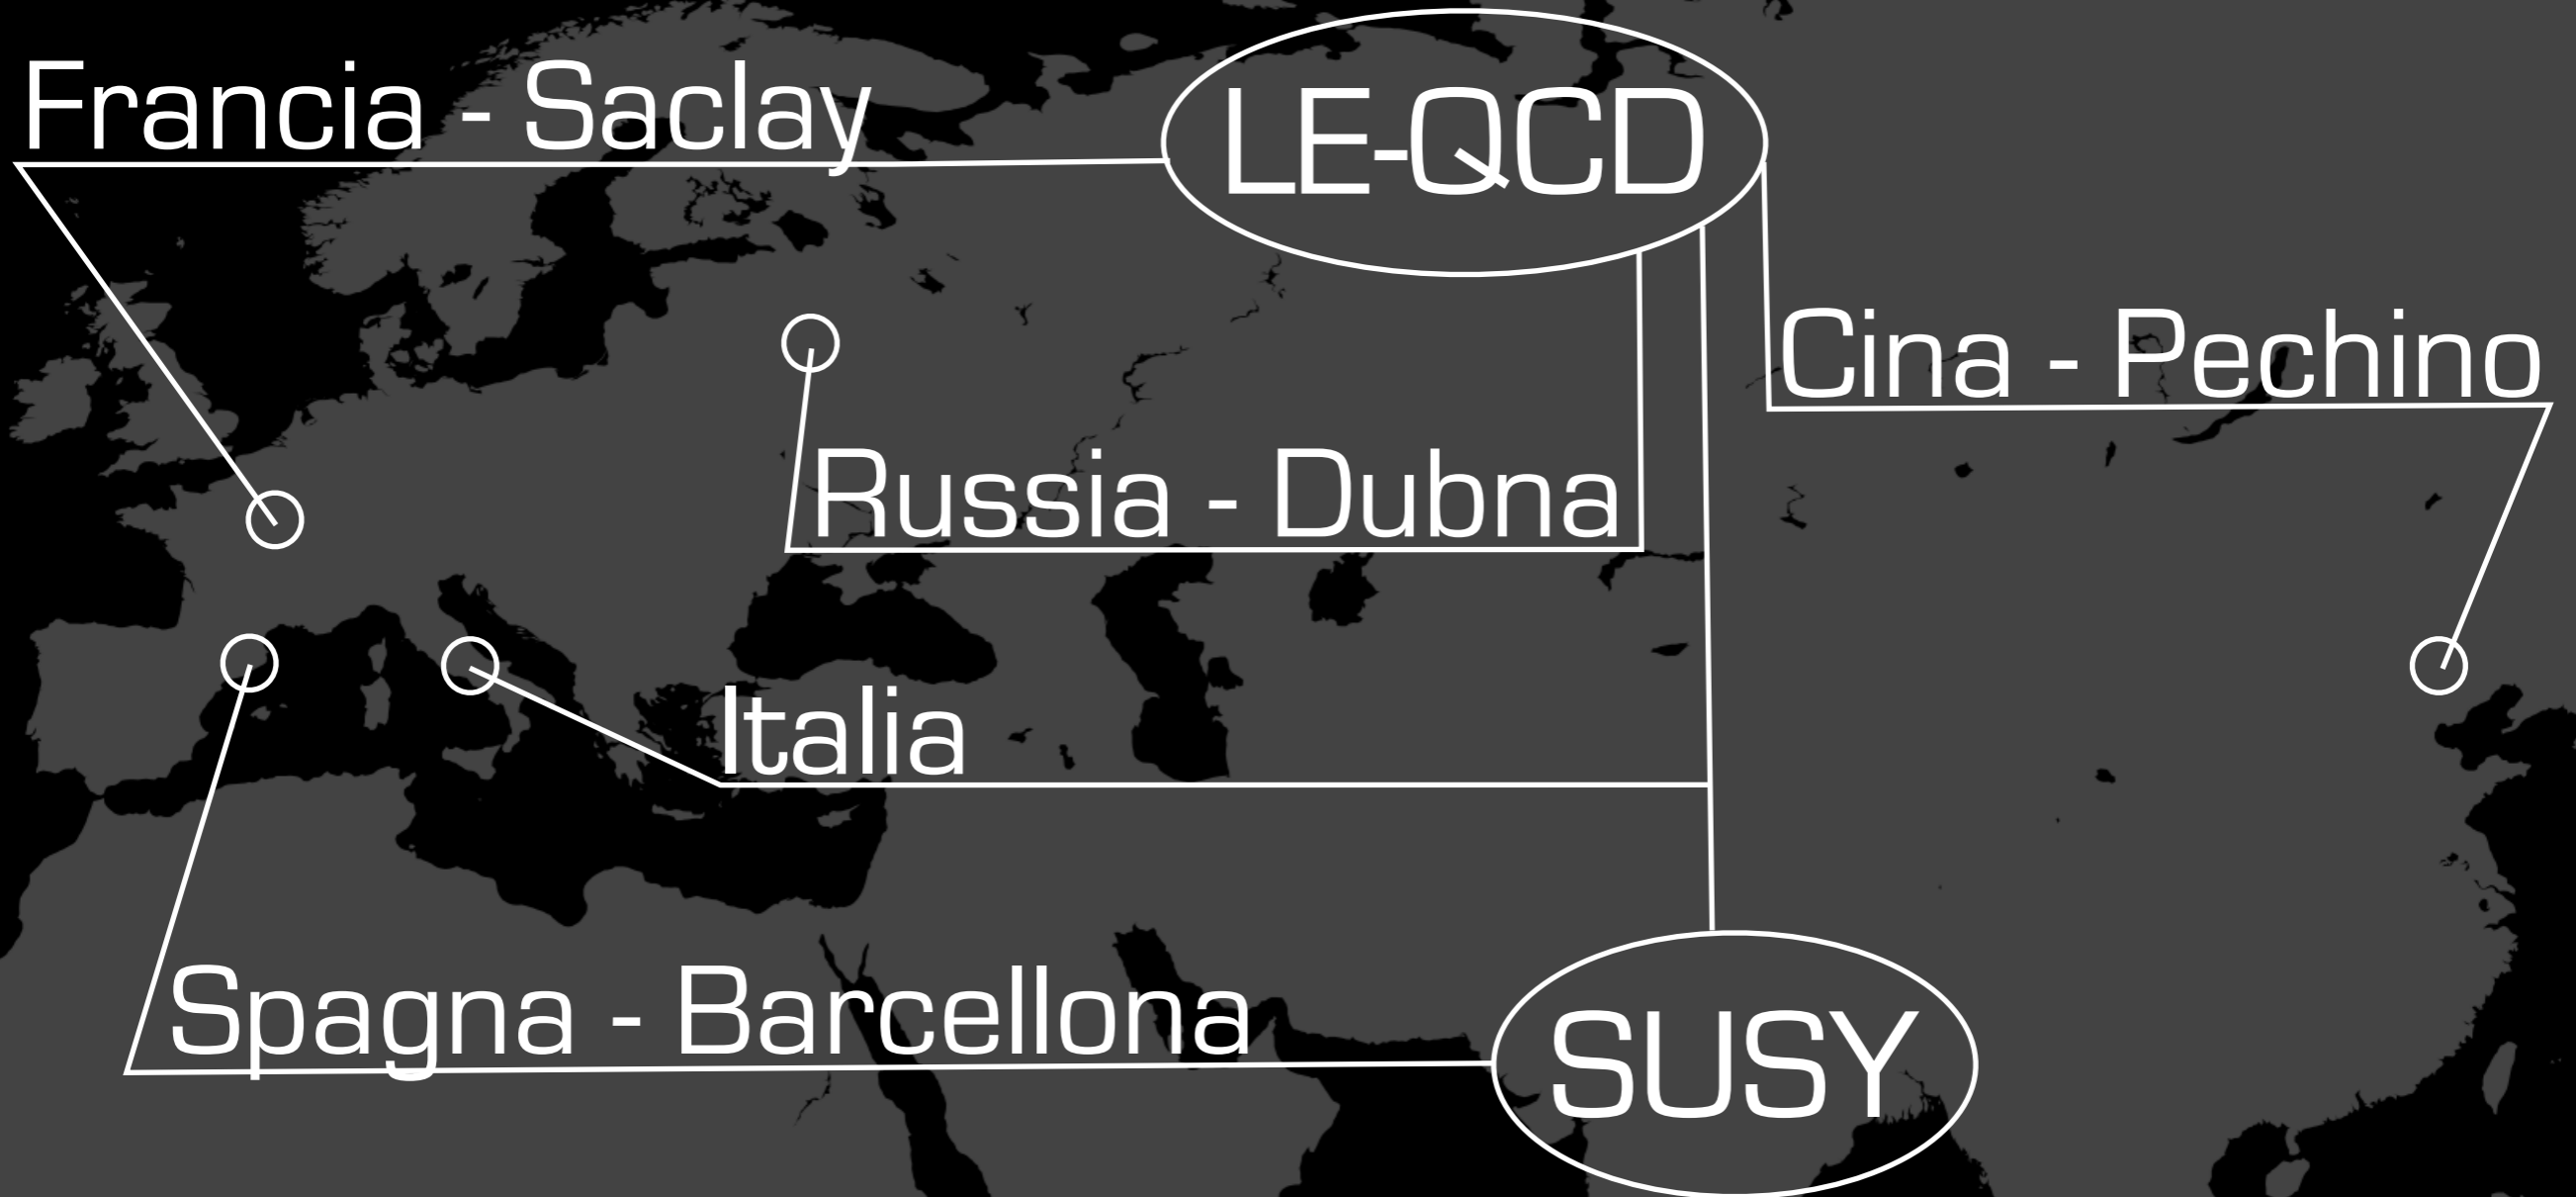 Francia - Saclay
LE-QCD
Cina - Pechino
Russia - Dubna
Italia
Spagna - Barcellona
SUSY